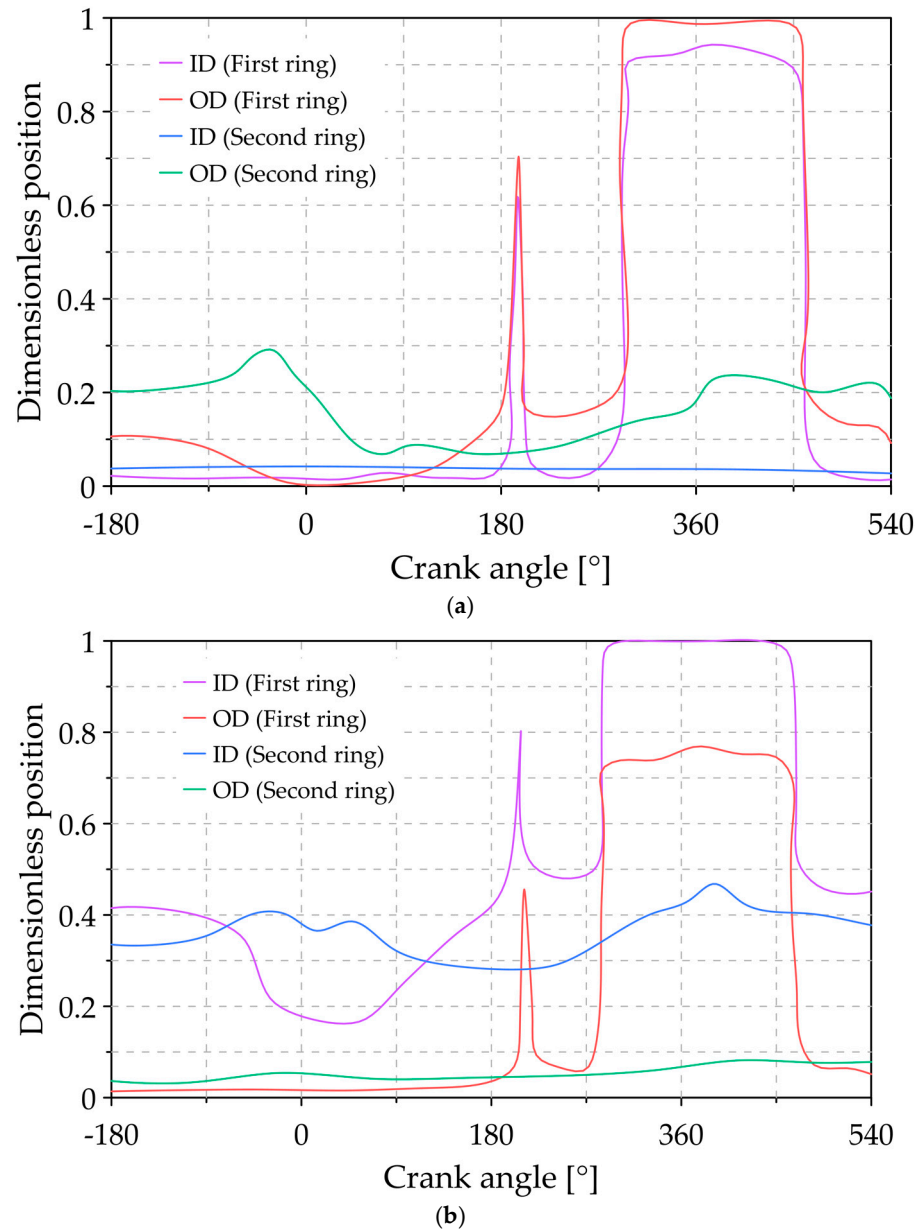 1
0.8
0.6
0.4
0.2
0
Dimensionless position
ID (First ring)
OD (First ring)
ID (Second ring)
OD (Second ring)
-180 0 180 360 540
Crank angle [°]
(a)
1
0.8
0.6
0.4
0.2
0
Dimensionless position
ID (First ring)
OD (First ring)
ID (Second ring)
OD (Second ring)
-180 0 180 360 540
Crank angle [°]
(b)